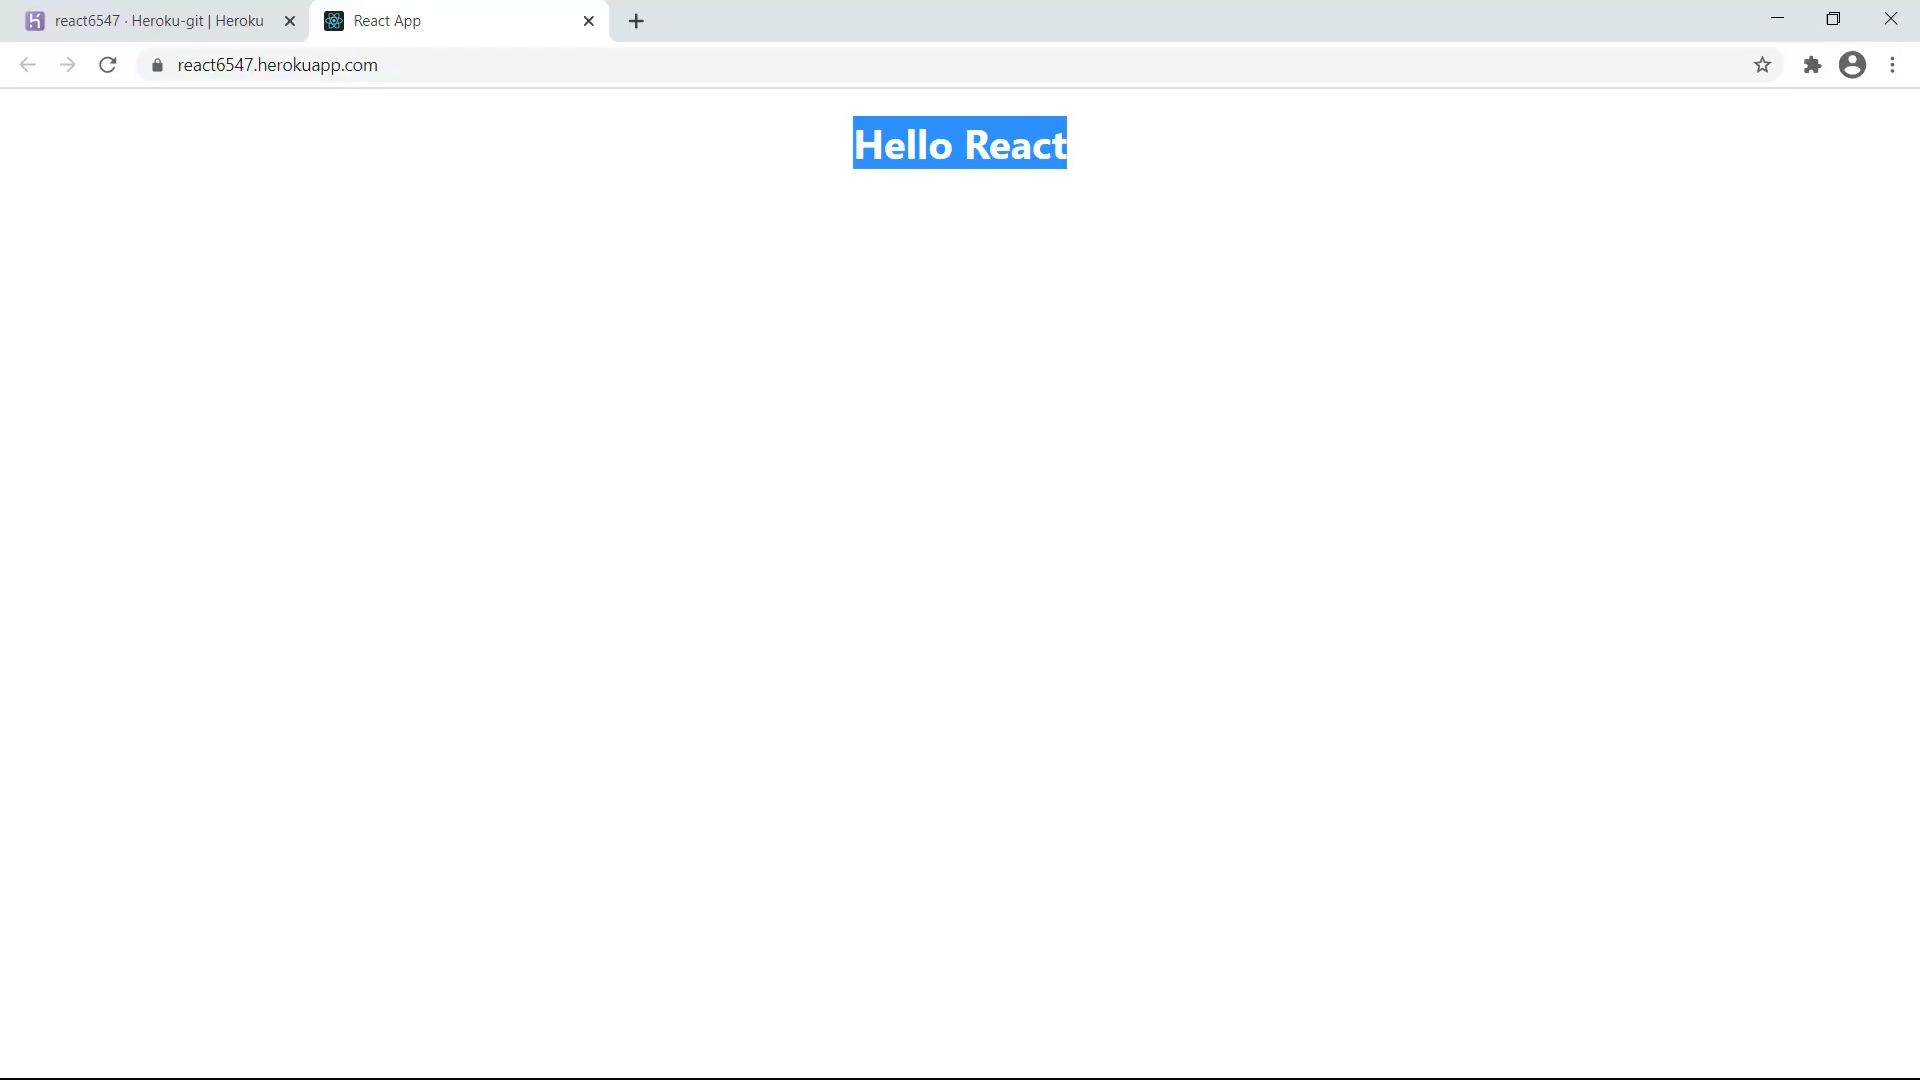 react6547 · Heroku-git | Heroku
React App
react6547.herokuapp.com
Hello React